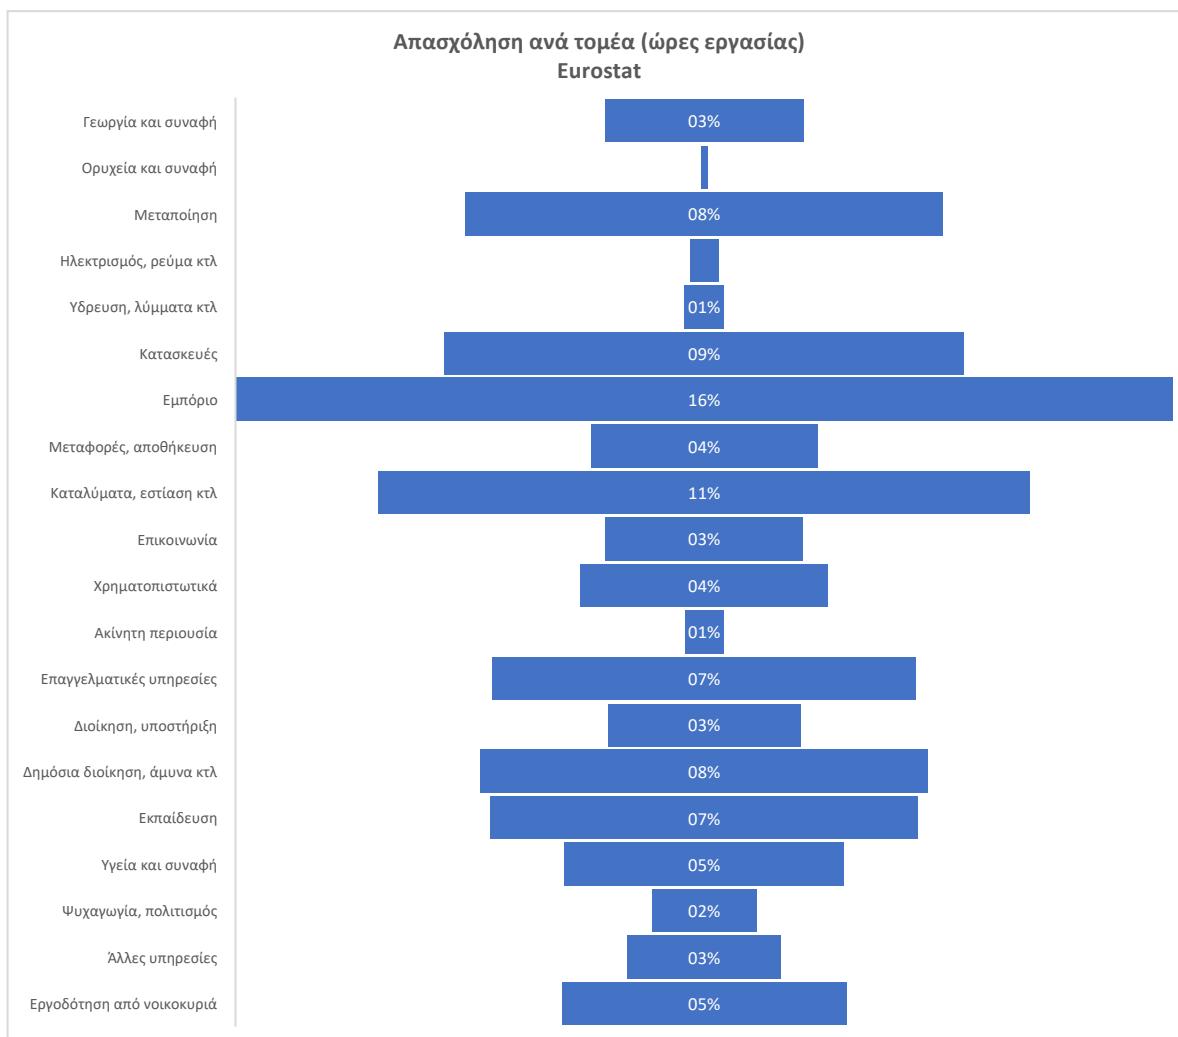 Απασχόληση ανά τομέα (ώρες εργασίας)
Eurostat
Γεωργία και συναφή 03%
Ορυχεία και συναφή
Μεταποίηση 08%
Ηλεκτρισμός, ρεύμα κτλ
Υδρευση, λύμματα κτλ 01%
Κατασκευές 09%
Εμπόριο 16%
Μεταφορές, αποθήκευση 04%
Καταλύματα, εστίαση κτλ 11%
Επικοινωνία 03%
Χρηματοπιστωτικά 04%
Ακίνητη περιουσία 01%
Επαγγελματικές υπηρεσίες 07%
Διοίκηση, υποστήριξη 03%
Δημόσια διοίκηση, άμυνα κτλ 08%
Εκπαίδευση 07%
Υγεία και συναφή 05%
Ψυχαγωγία, πολιτισμός 02%
Άλλες υπηρεσίες 03%
Εργοδότηση από νοικοκυριά 05%